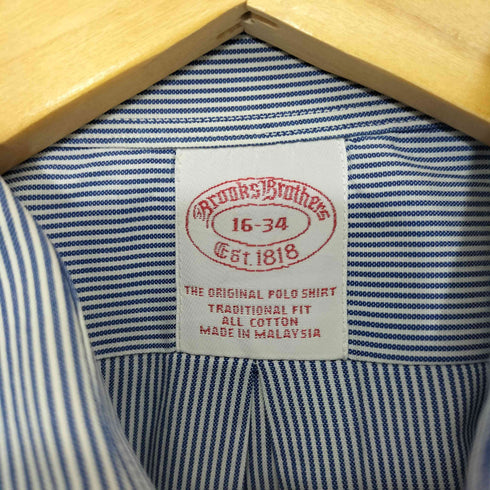 Brooks Brothers
16-34
Est. 1818
THE ORIGINAL POLO SHIRT
TRADITIONAL FIT
ALL COTTON
MADE IN MALAYSIA